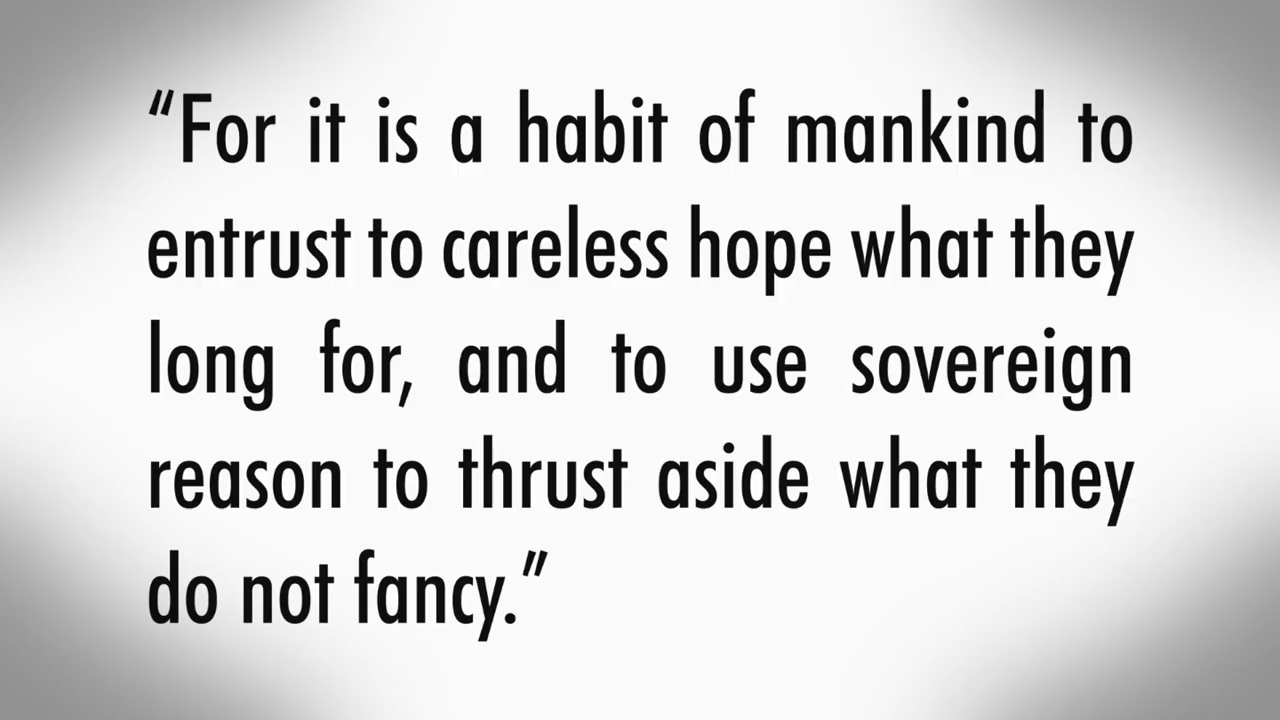 “For it is a habit of mankind to
entrust to careless hope what they
long for, and to use sovereign
reason to thrust aside what they
do not fancy.”